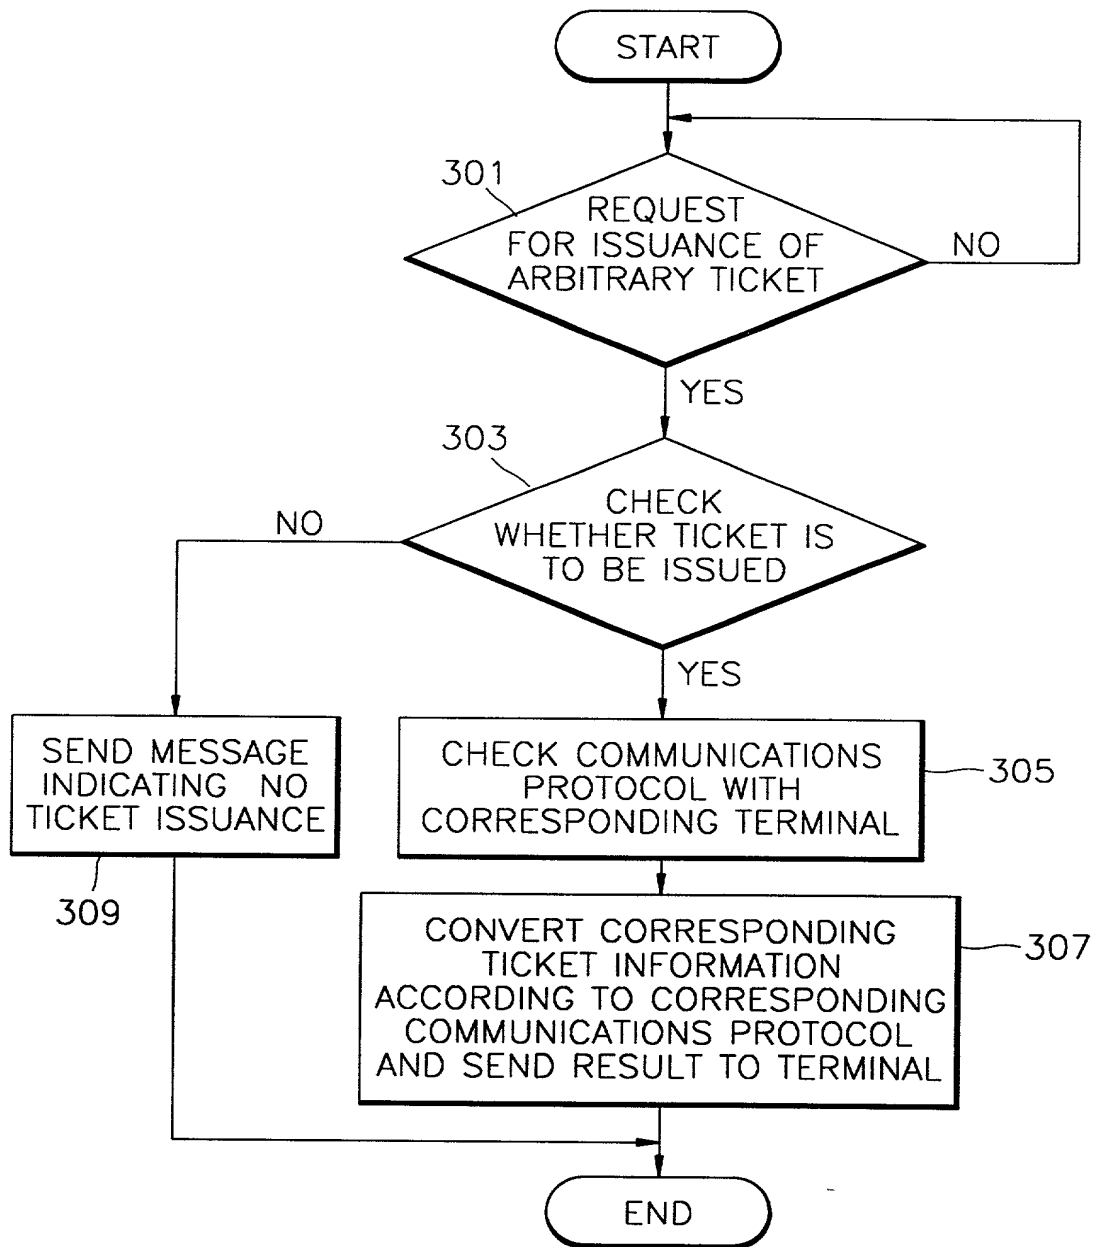 START
301
REQUEST
FOR ISSUANCE OF
ARBITRARY TICKET
NO
YES
303
CHECK
WHETHER TICKET IS
TO BE ISSUED
NO
YES
SEND MESSAGE
INDICATING NO
TICKET ISSUANCE
309
CHECK COMMUNICATIONS
PROTOCOL WITH
CORRESPONDING TERMINAL
305
CONVERT CORRESPONDING
TICKET INFORMATION
ACCORDING TO CORRESPONDING
COMMUNICATIONS PROTOCOL
AND SEND RESULT TO TERMINAL
307
END